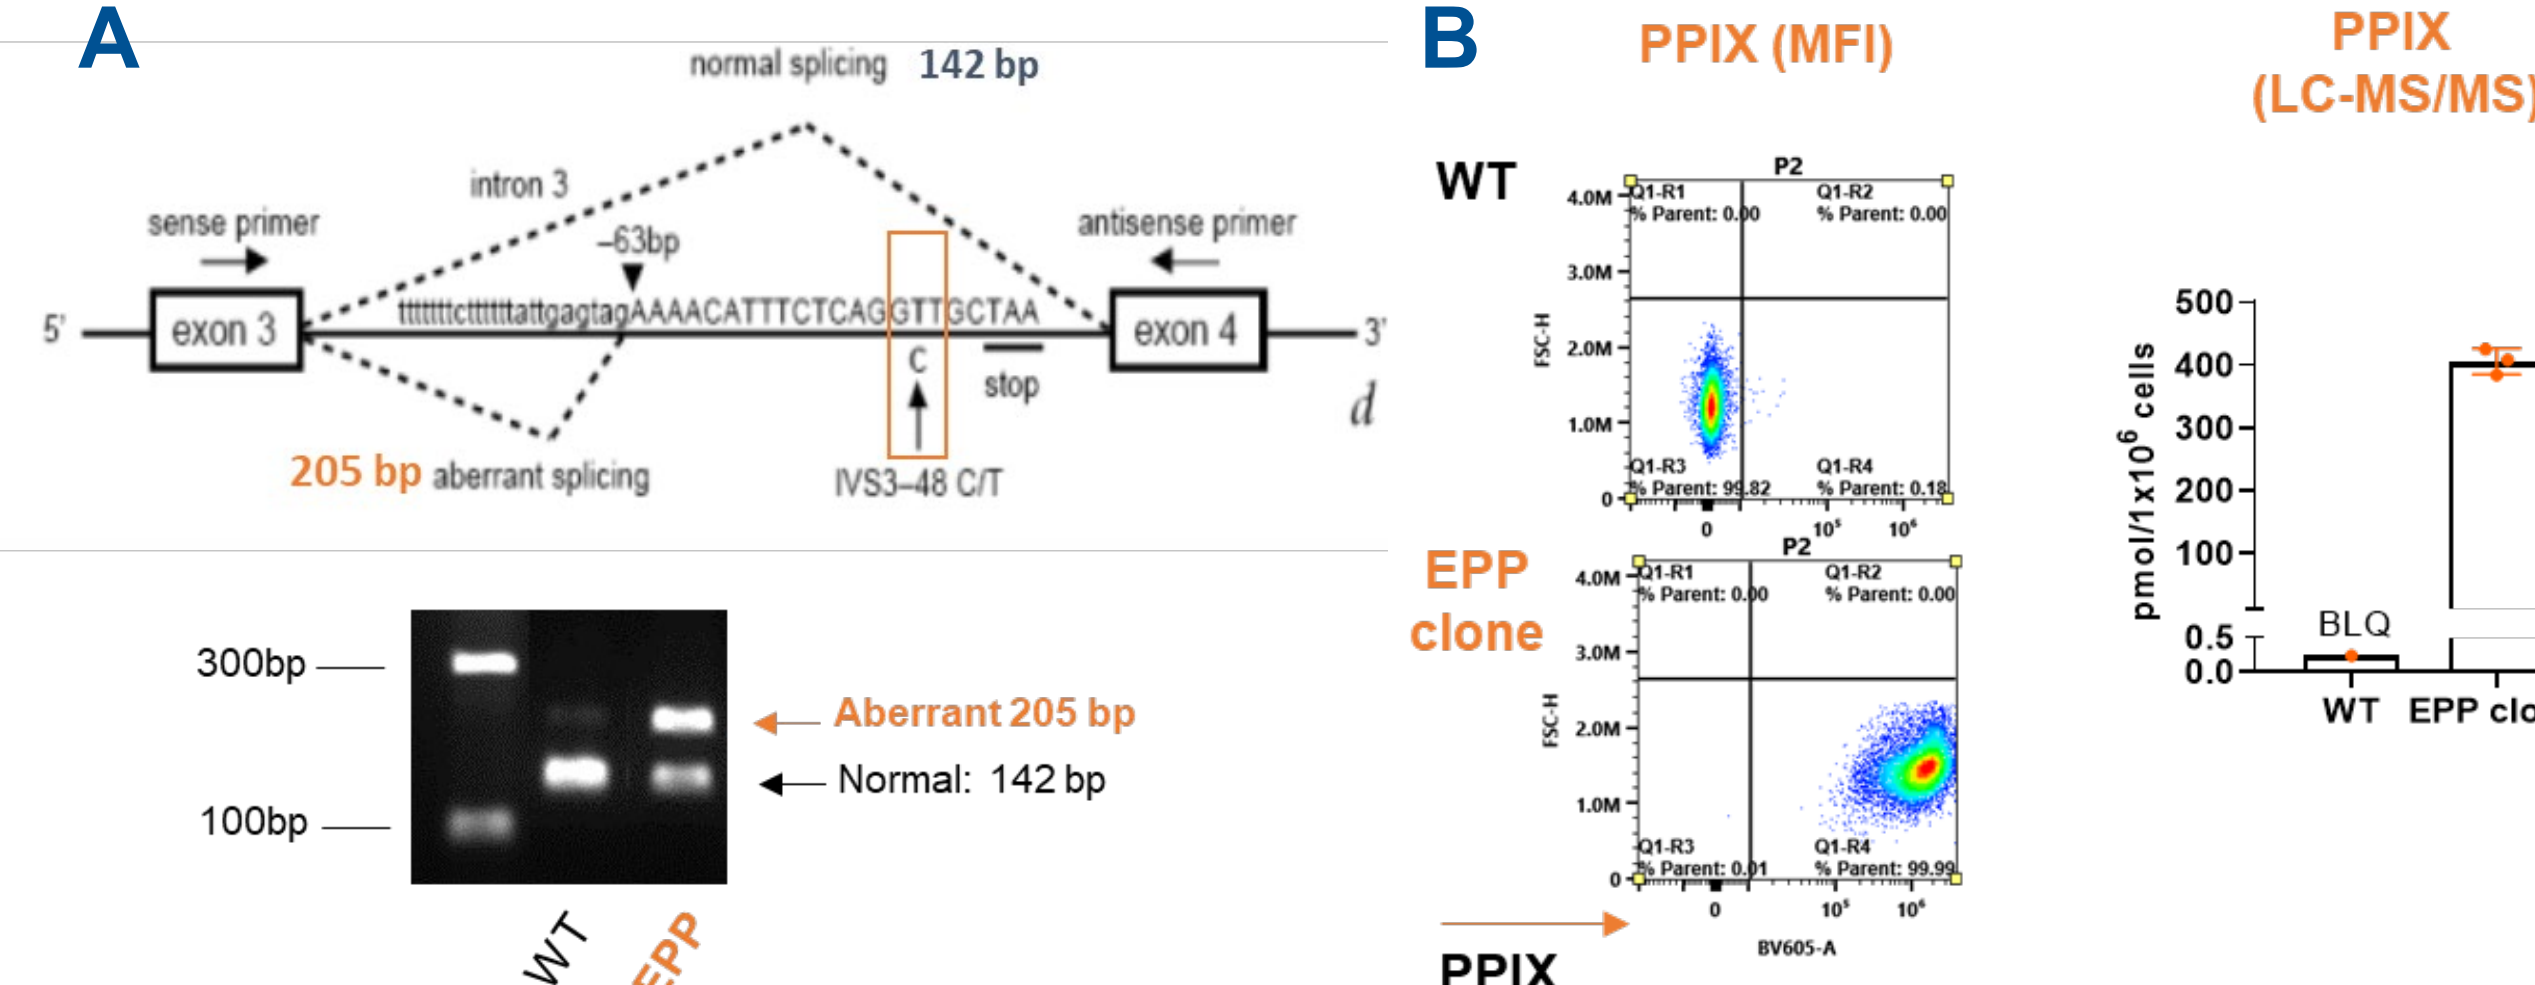 A
normal splicing 142 bp
intron 3
sense primer
–63bp
antisense primer
5'
exon 3
tttttttcttttttattgagtagAAAACATTTCTCAGGTTGCTAA
exon 4
3'
C
stop
d
205 bp aberrant splicing
IVS3–48 C/T
300bp
100bp
Aberrant 205 bp
Normal: 142 bp
WT
EPP
B
PPIX (MFI)
WT
P2
Q1-R1
% Parent: 0.00
Q1-R2
% Parent: 0.00
4.0M
3.0M
2.0M
1.0M
0
FSC-H
Q1-R3
% Parent: 99.82
Q1-R4
% Parent: 0.18
0 10⁵ 10⁶
EPP
clone
P2
Q1-R1
% Parent: 0.00
Q1-R2
% Parent: 0.00
4.0M
3.0M
2.0M
1.0M
0
FSC-H
Q1-R3
% Parent: 0.01
Q1-R4
% Parent: 99.99
0 10⁵ 10⁶
BV605-A
PPIX
PPIX
(LC-MS/MS)
pmol/1x10⁶ cells
500
400
300
200
100
0.5
0.0
BLQ
WT EPP clo